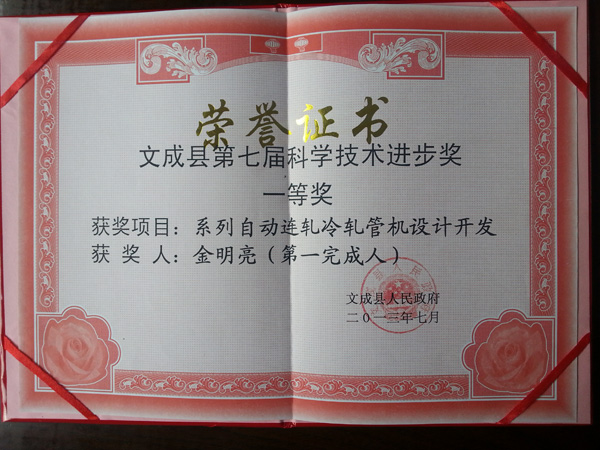 荣誉证书
文成县第七届科学技术进步奖
一等奖
获奖项目：系列自动连轧冷轧管机设计开发
获 奖 人：金明亮（第一完成人）
文成县人民政府
二〇一三年七月